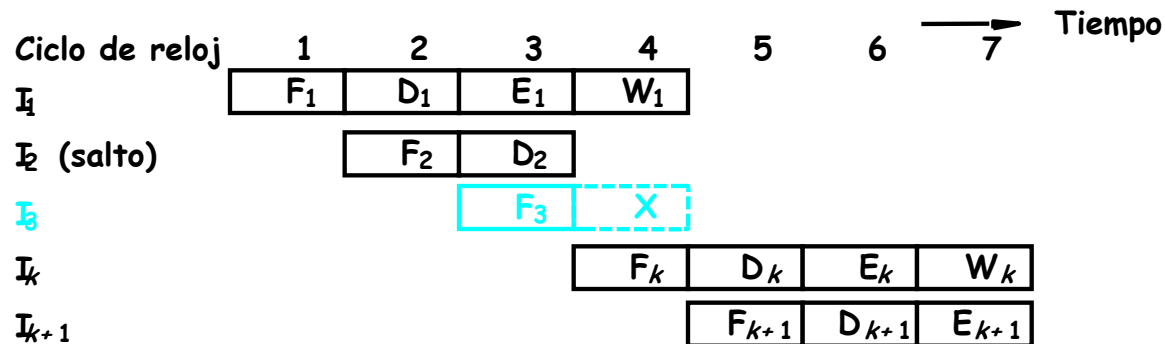 Tiempo
Ciclo de reloj 1 2 3 4 5 6 7
I1 F1 D1 E1 W1
I2 (salto) F2 D2
I3 F3 X
Ik Fk Dk Ek Wk
Ik+1 Fk+1 Dk+1 Ek+1